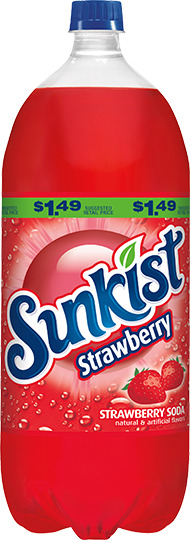 $1.49 SUGGESTED RETAIL PRICE $1.49
Sunkist
Strawberry
STRAWBERRY SODA
natural & artificial flavors